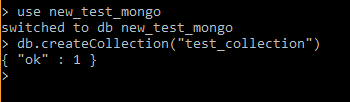 > use new_test_mongo
switched to db new_test_mongo
> db.createCollection("test_collection")
{ "ok" : 1 }
>